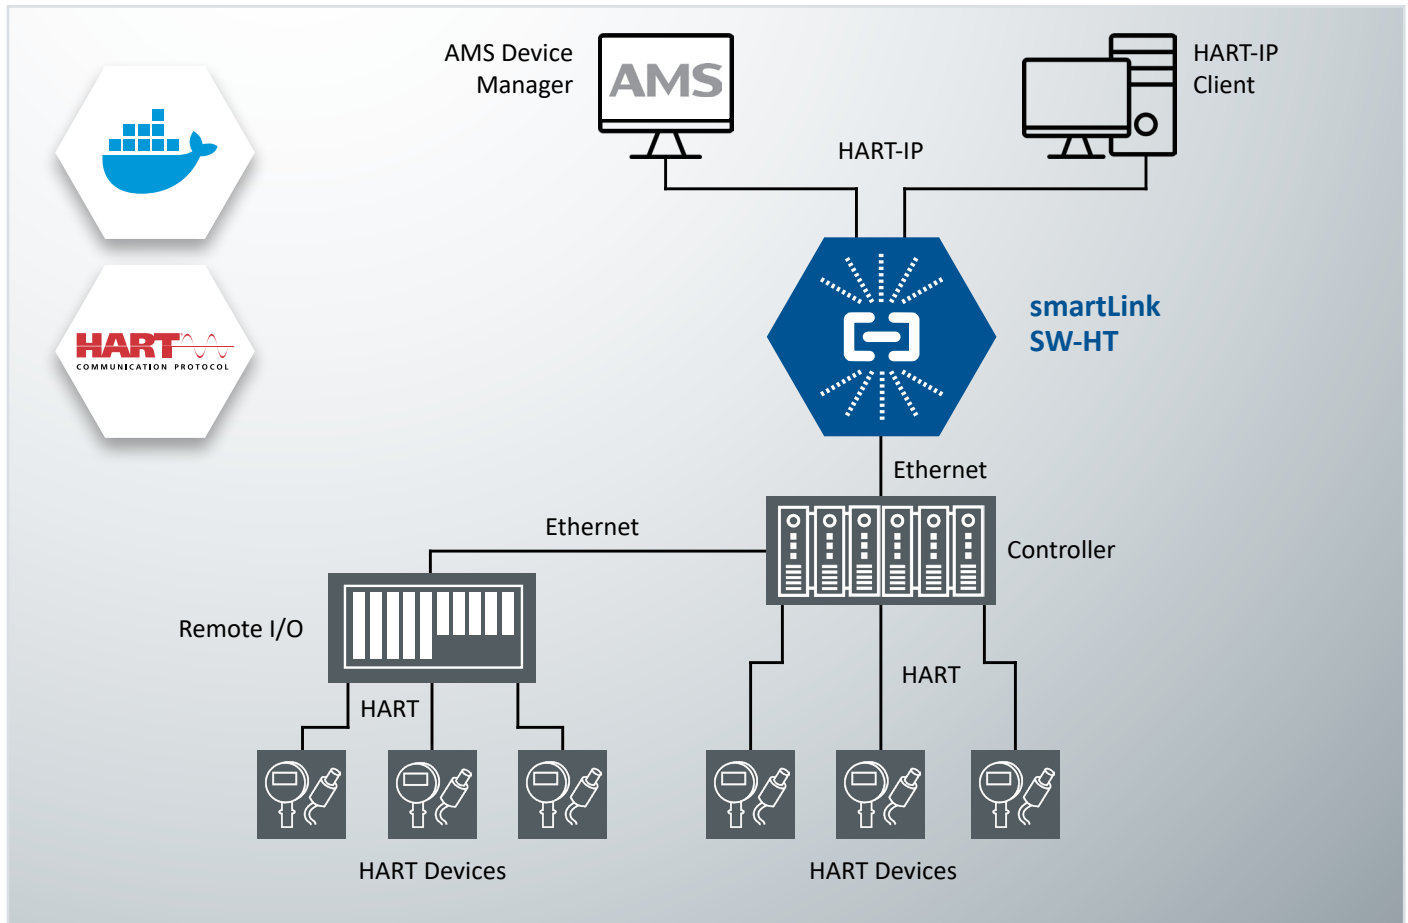 AMS Device
Manager
AMS
HART-IP
Client
HART-IP
HART
COMMUNICATION PROTOCOL
smartLink
SW-HT
Ethernet
Ethernet
Controller
Remote I/O
HART
HART
HART Devices
HART Devices